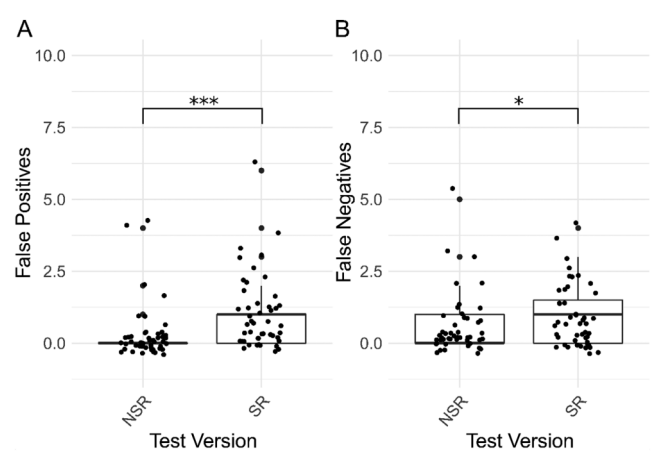 A
False Positives
10.0
7.5
5.0
2.5
0.0
***
NSR
SR
Test Version
B
False Negatives
10.0
7.5
5.0
2.5
0.0
*
NSR
SR
Test Version